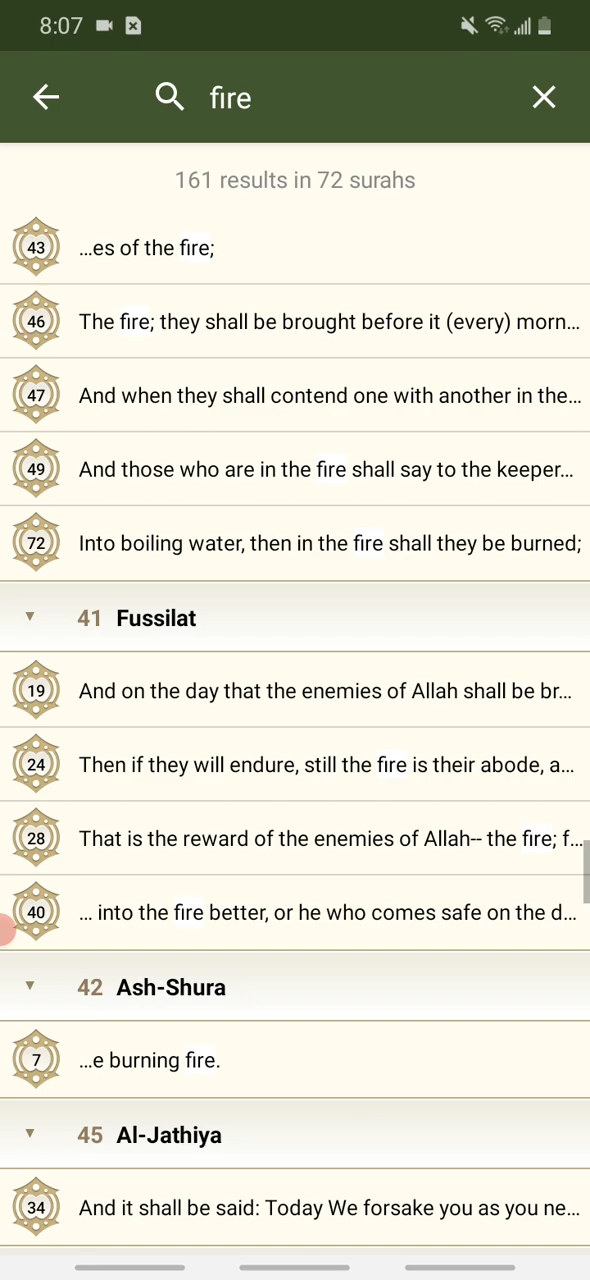 8:07
fire
161 results in 72 surahs
43 ...es of the fire;
46 The fire; they shall be brought before it (every) morn...
47 And when they shall contend one with another in the...
49 And those who are in the fire shall say to the keeper...
72 Into boiling water, then in the fire shall they be burned;
41 Fussilat
19 And on the day that the enemies of Allah shall be br...
24 Then if they will endure, still the fire is their abode, a...
28 That is the reward of the enemies of Allah-- the fire; f...
40 ... into the fire better, or he who comes safe on the d...
42 Ash-Shura
7 ...e burning fire.
45 Al-Jathiya
34 And it shall be said: Today We forsake you as you ne...